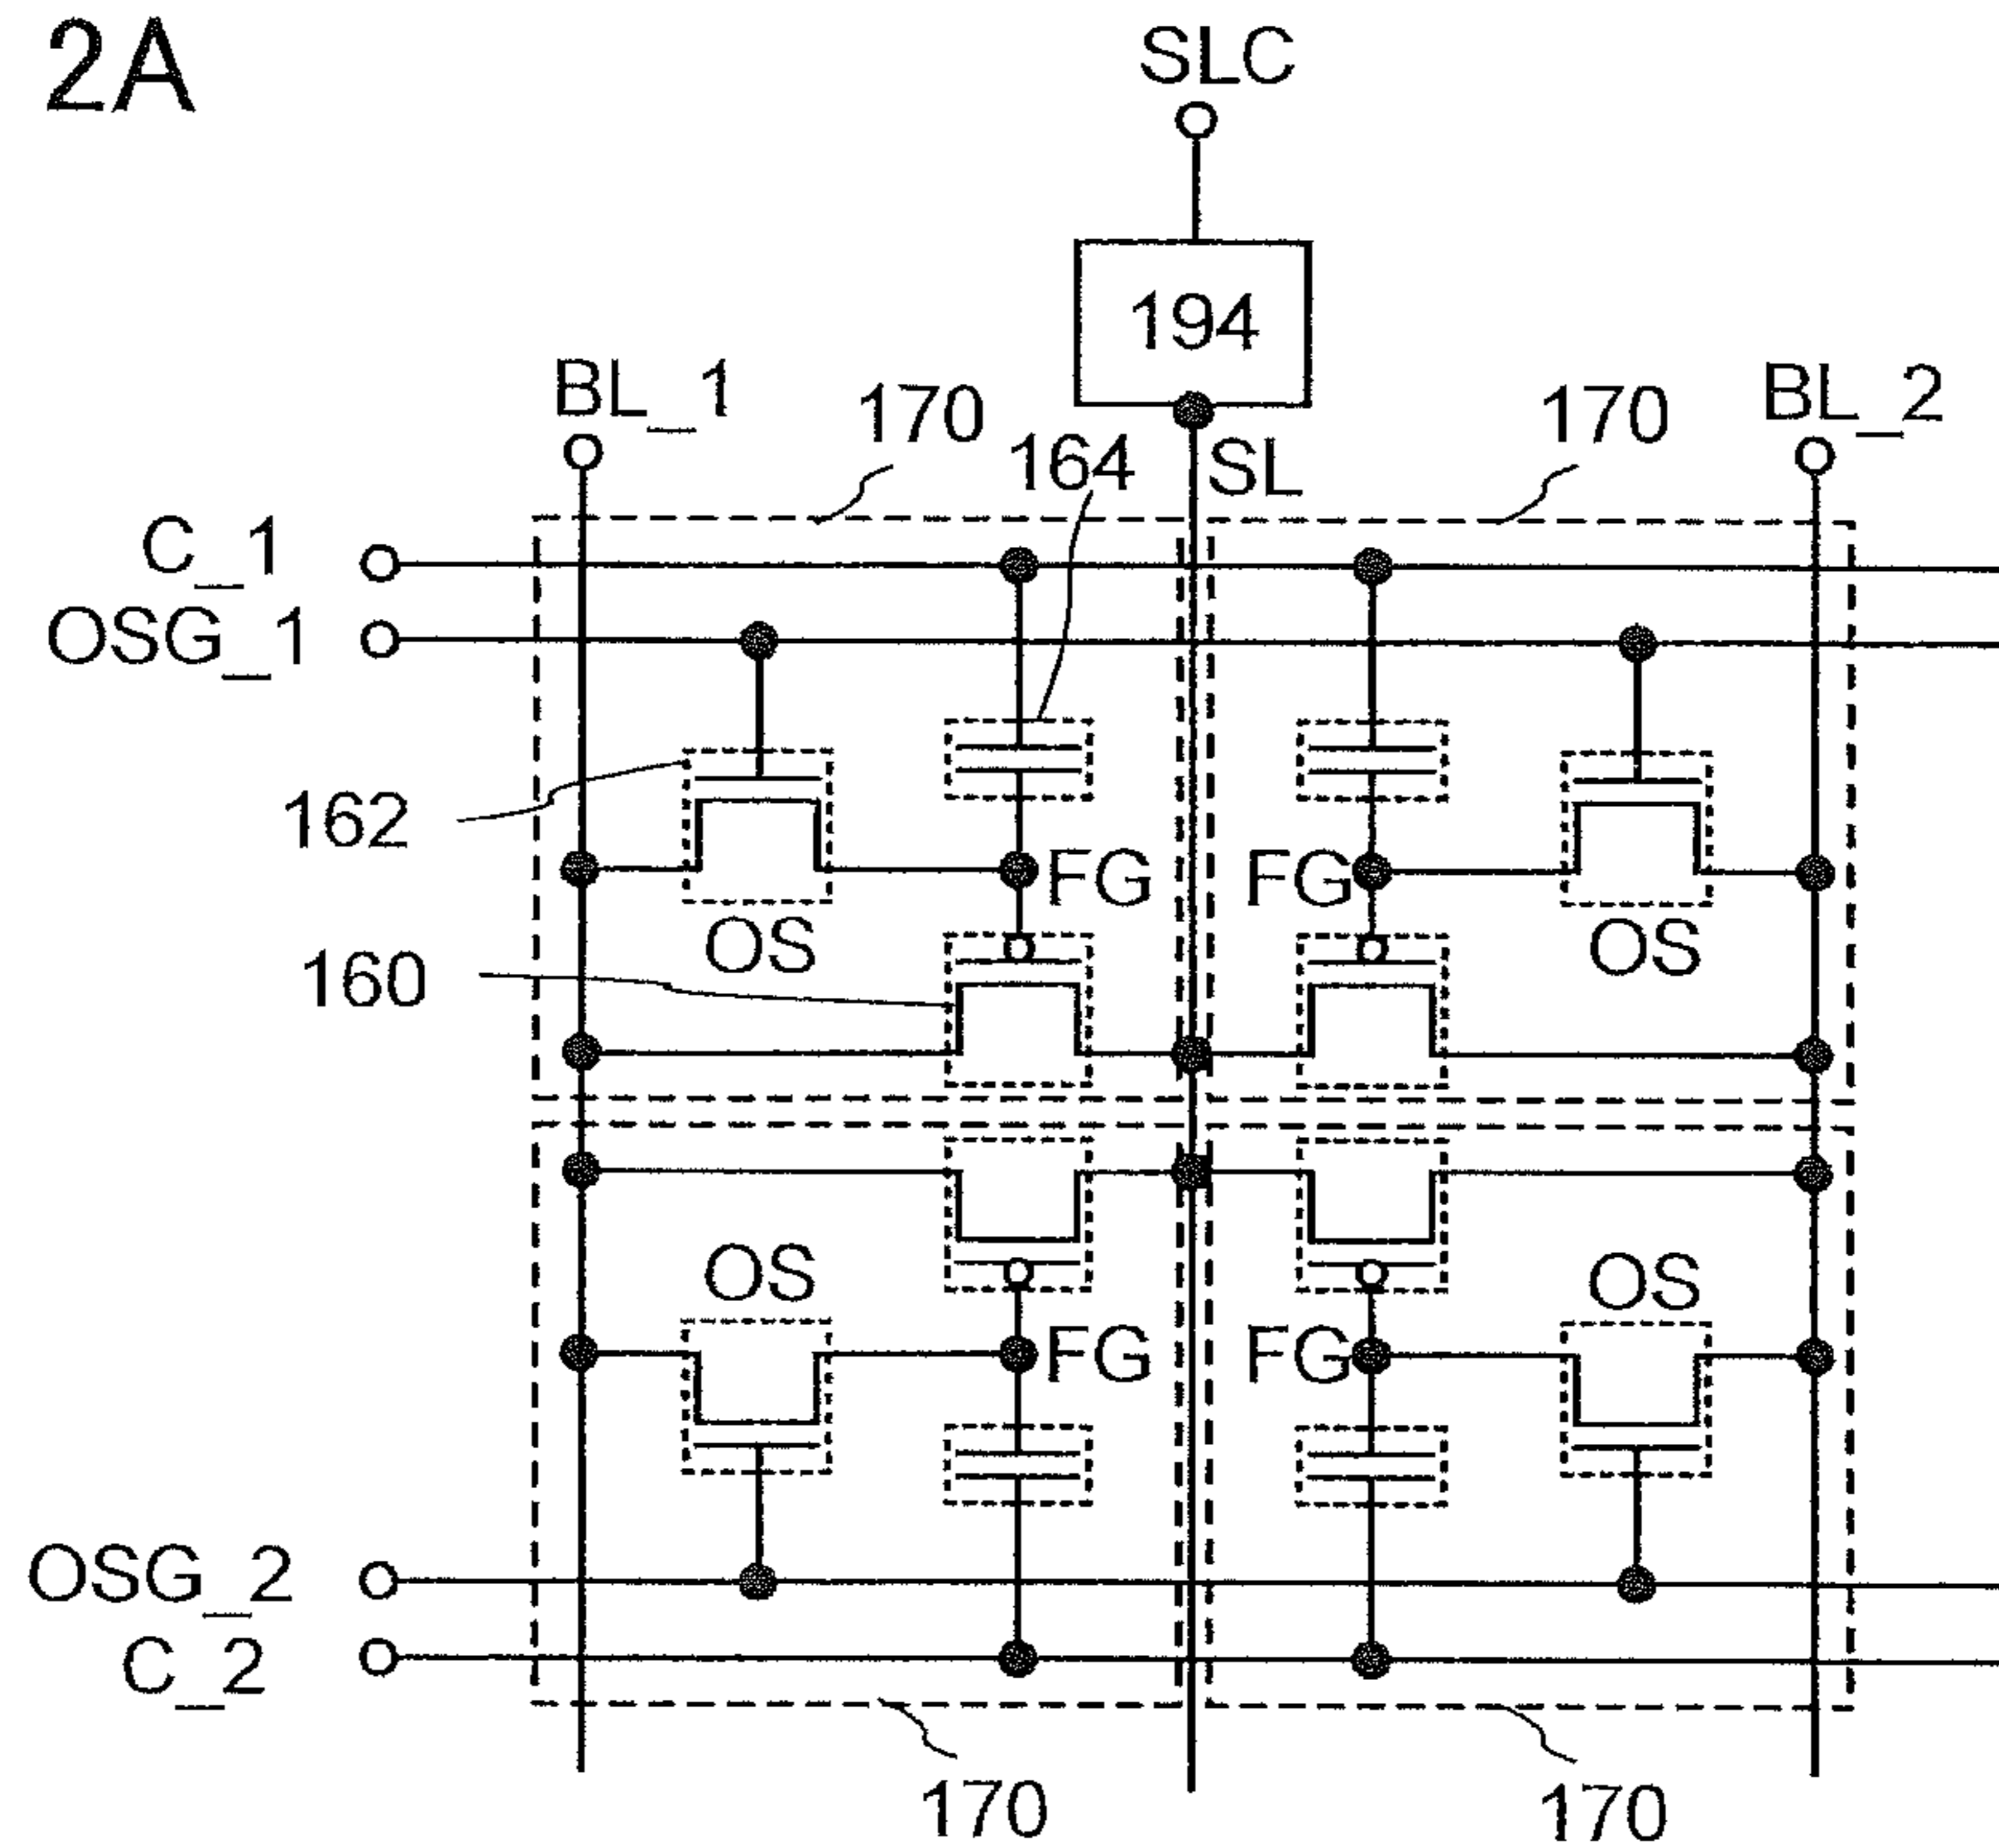 2A
SLC
194
BL_1
170
164
SL
170
BL_2
C_1
OSG_1
162
FG
FG
OS
OS
160
OS
OS
FG
FG
OSG_2
C_2
170
170